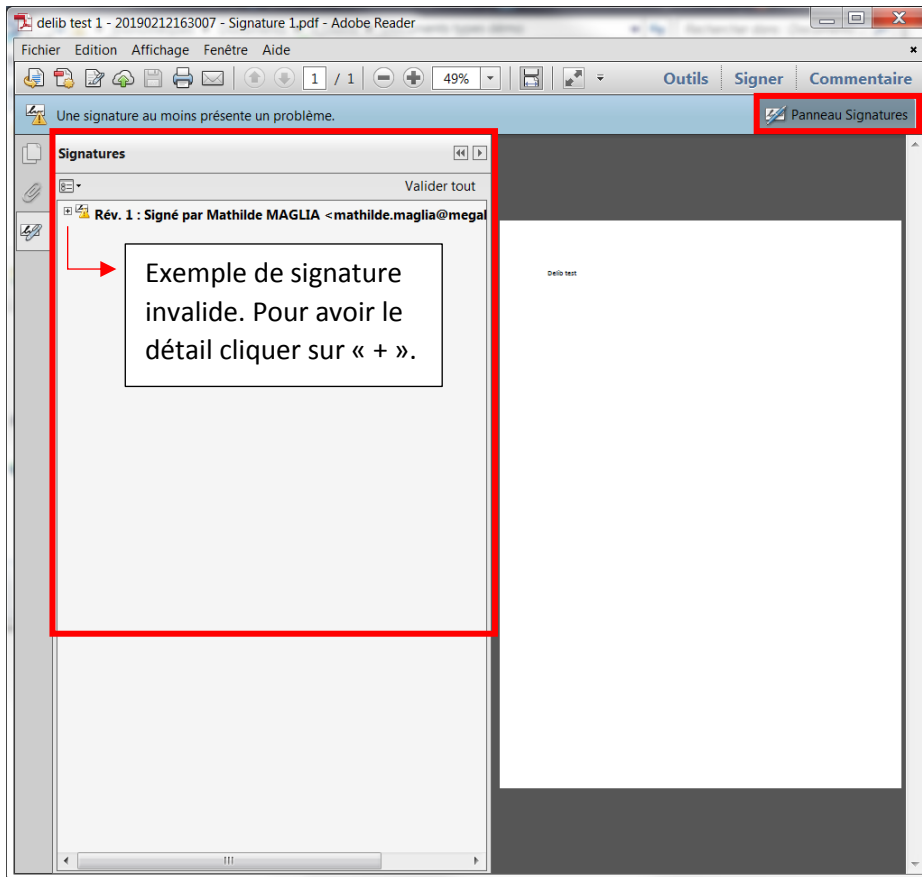 delib test 1 - 20190212163007 - Signature 1.pdf - Adobe Reader
Fichier Edition Affichage Fenêtre Aide
1 / 1 49% Outils Signer Commentaire
Une signature au moins présente un problème. Panneau Signatures
Signatures
Valider tout
Rév. 1 : Signé par Mathilde MAGLIA <mathilde.maglia@megal
Exemple de signature
invalide. Pour avoir le
détail cliquer sur « + ».
Delib test